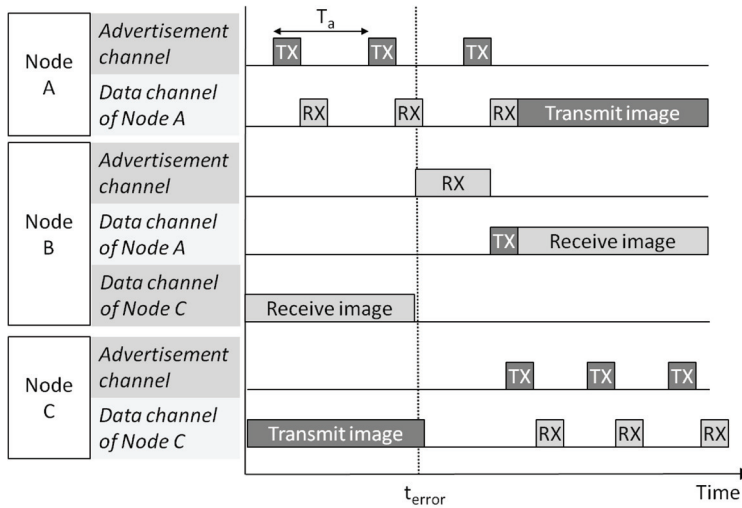 T_a
Node
A
Advertisement
channel
TX TX TX
Data channel
of Node A
RX RX RX Transmit image
Node
B
Advertisement
channel
RX
Data channel
of Node A
TX Receive image
Data channel
of Node C
Receive image
Node
C
Advertisement
channel
TX TX TX
Data channel
of Node C
Transmit image RX RX RX
t_error Time